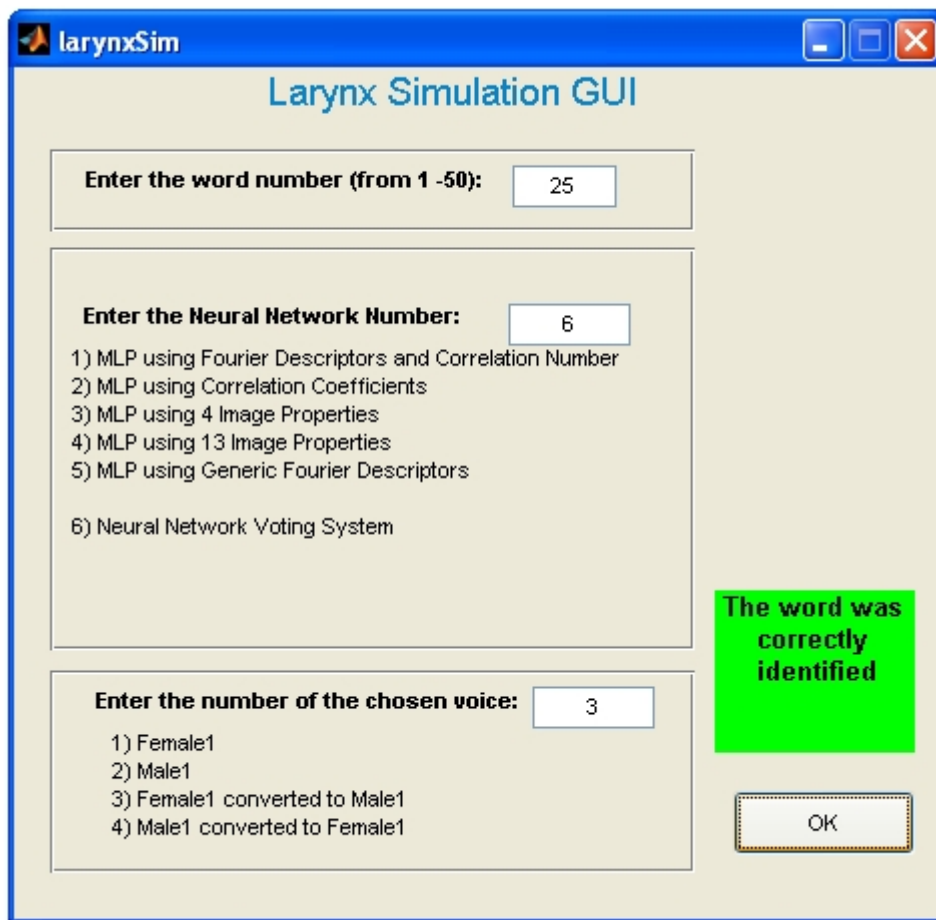 larynxSim
Larynx Simulation GUI
Enter the word number (from 1 -50): 25
Enter the Neural Network Number: 6
1) MLP using Fourier Descriptors and Correlation Number
2) MLP using Correlation Coefficients
3) MLP using 4 Image Properties
4) MLP using 13 Image Properties
5) MLP using Generic Fourier Descriptors
6) Neural Network Voting System
The word was
correctly
identified
Enter the number of the chosen voice: 3
1) Female1
2) Male1
3) Female1 converted to Male1
4) Male1 converted to Female1
OK